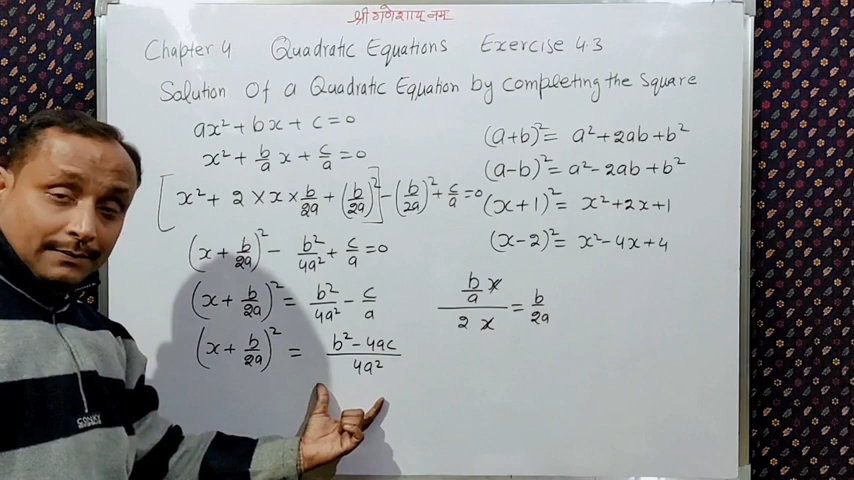 श्री गणेशाय नमः
Chapter 4 Quadratic Equations Exercise 4.3
Solution Of a Quadratic Equation by completing the Square
ax² + bx + c = 0
x² + b/a x + c/a = 0
[x² + 2 × x × b/2a + (b/2a)²] - (b/2a)² + c/a = 0
(x + b/2a)² - b²/4a² + c/a = 0
(x + b/2a)² = b²/4a² - c/a
(x + b/2a)² = b² - 4ac / 4a²
(a+b)² = a² + 2ab + b²
(a-b)² = a² - 2ab + b²
(x+1)² = x² + 2x + 1
(x-2)² = x² - 4x + 4
b/a x / 2x = b/2a